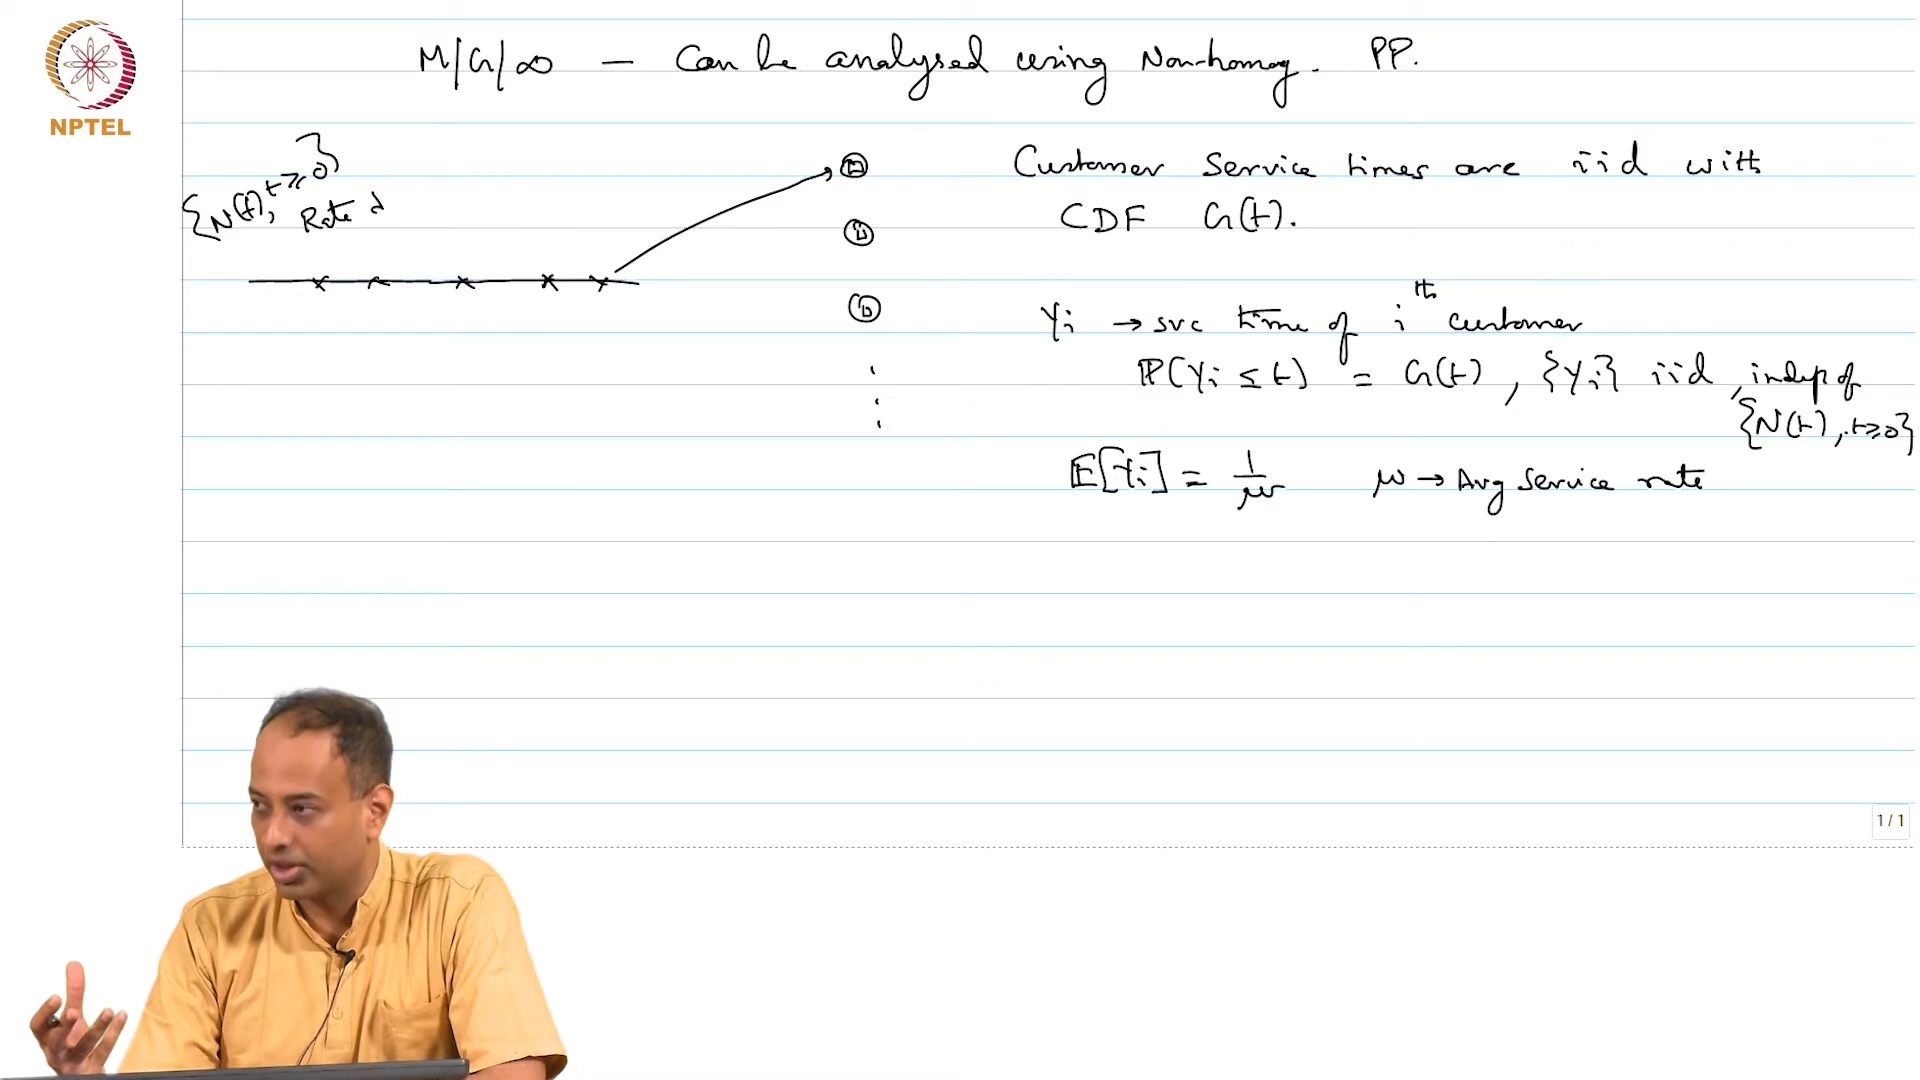 M/G/∞ — Can be analysed using Non-homog. PP.
NPTEL
{N(t), t≥0}
Rate λ
Customer service times are iid with
CDF G(t).
Yi → svc time of i^th customer
P(Yi ≤ t) = G(t), {Yi} iid, indep of
{N(t), t≥0}
E[Yi] = 1/μ μ → Avg service rate
1 / 1